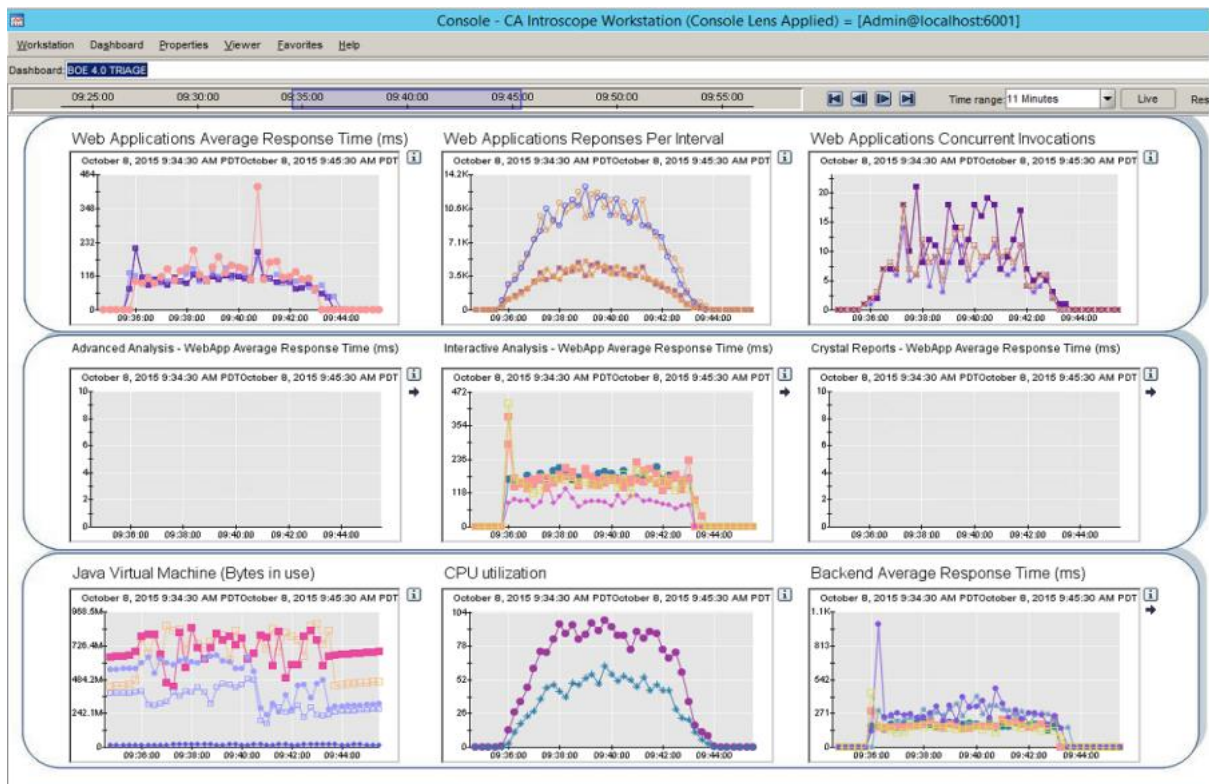 Console - CA Introscope Workstation (Console Lens Applied) = [Admin@localhost:6001]
Workstation Dashboard Properties Viewer Favorites Help
Dashboard: BOE 4.0 TRIAGE
09:25:00 09:30:00 09:35:00 09:40:00 09:45:00 09:50:00 09:55:00 Time range: 11 Minutes Live Res
Web Applications Average Response Time (ms)
October 8, 2015 9:34:30 AM PDTOctober 8, 2015 9:45:30 AM PDT
464
348
232
116
0
09:36:00 09:38:00 09:40:00 09:42:00 09:44:00
Web Applications Reponses Per Interval
October 8, 2015 9:34:30 AM PDTOctober 8, 2015 9:45:30 AM PDT
14.2K
10.6K
7.1K
3.5K
0
09:36:00 09:38:00 09:40:00 09:42:00 09:44:00
Web Applications Concurrent Invocations
October 8, 2015 9:34:30 AM PDTOctober 8, 2015 9:45:30 AM PDT
20
15
10
5
0
09:36:00 09:38:00 09:40:00 09:42:00 09:44:00
Advanced Analysis - WebApp Average Response Time (ms)
October 8, 2015 9:34:30 AM PDTOctober 8, 2015 9:45:30 AM PDT
10
8
6
4
2
0
09:36:00 09:38:00 09:40:00 09:42:00 09:44:00
Interactive Analysis - WebApp Average Response Time (ms)
October 8, 2015 9:34:30 AM PDTOctober 8, 2015 9:45:30 AM PDT
472
354
236
118
0
09:36:00 09:38:00 09:40:00 09:42:00 09:44:00
Crystal Reports - WebApp Average Response Time (ms)
October 8, 2015 9:34:30 AM PDTOctober 8, 2015 9:45:30 AM PDT
10
8
6
4
2
0
09:36:00 09:38:00 09:40:00 09:42:00 09:44:00
Java Virtual Machine (Bytes in use)
October 8, 2015 9:34:30 AM PDTOctober 8, 2015 9:45:30 AM PDT
968.5M
726.4M
484.2M
242.1M
0
09:36:00 09:38:00 09:40:00 09:42:00 09:44:00
CPU utilization
October 8, 2015 9:34:30 AM PDTOctober 8, 2015 9:45:30 AM PDT
104
78
52
26
0
09:36:00 09:38:00 09:40:00 09:42:00 09:44:00
Backend Average Response Time (ms)
October 8, 2015 9:34:30 AM PDTOctober 8, 2015 9:45:30 AM PDT
1.1K
813
542
271
0
09:36:00 09:38:00 09:40:00 09:42:00 09:44:00